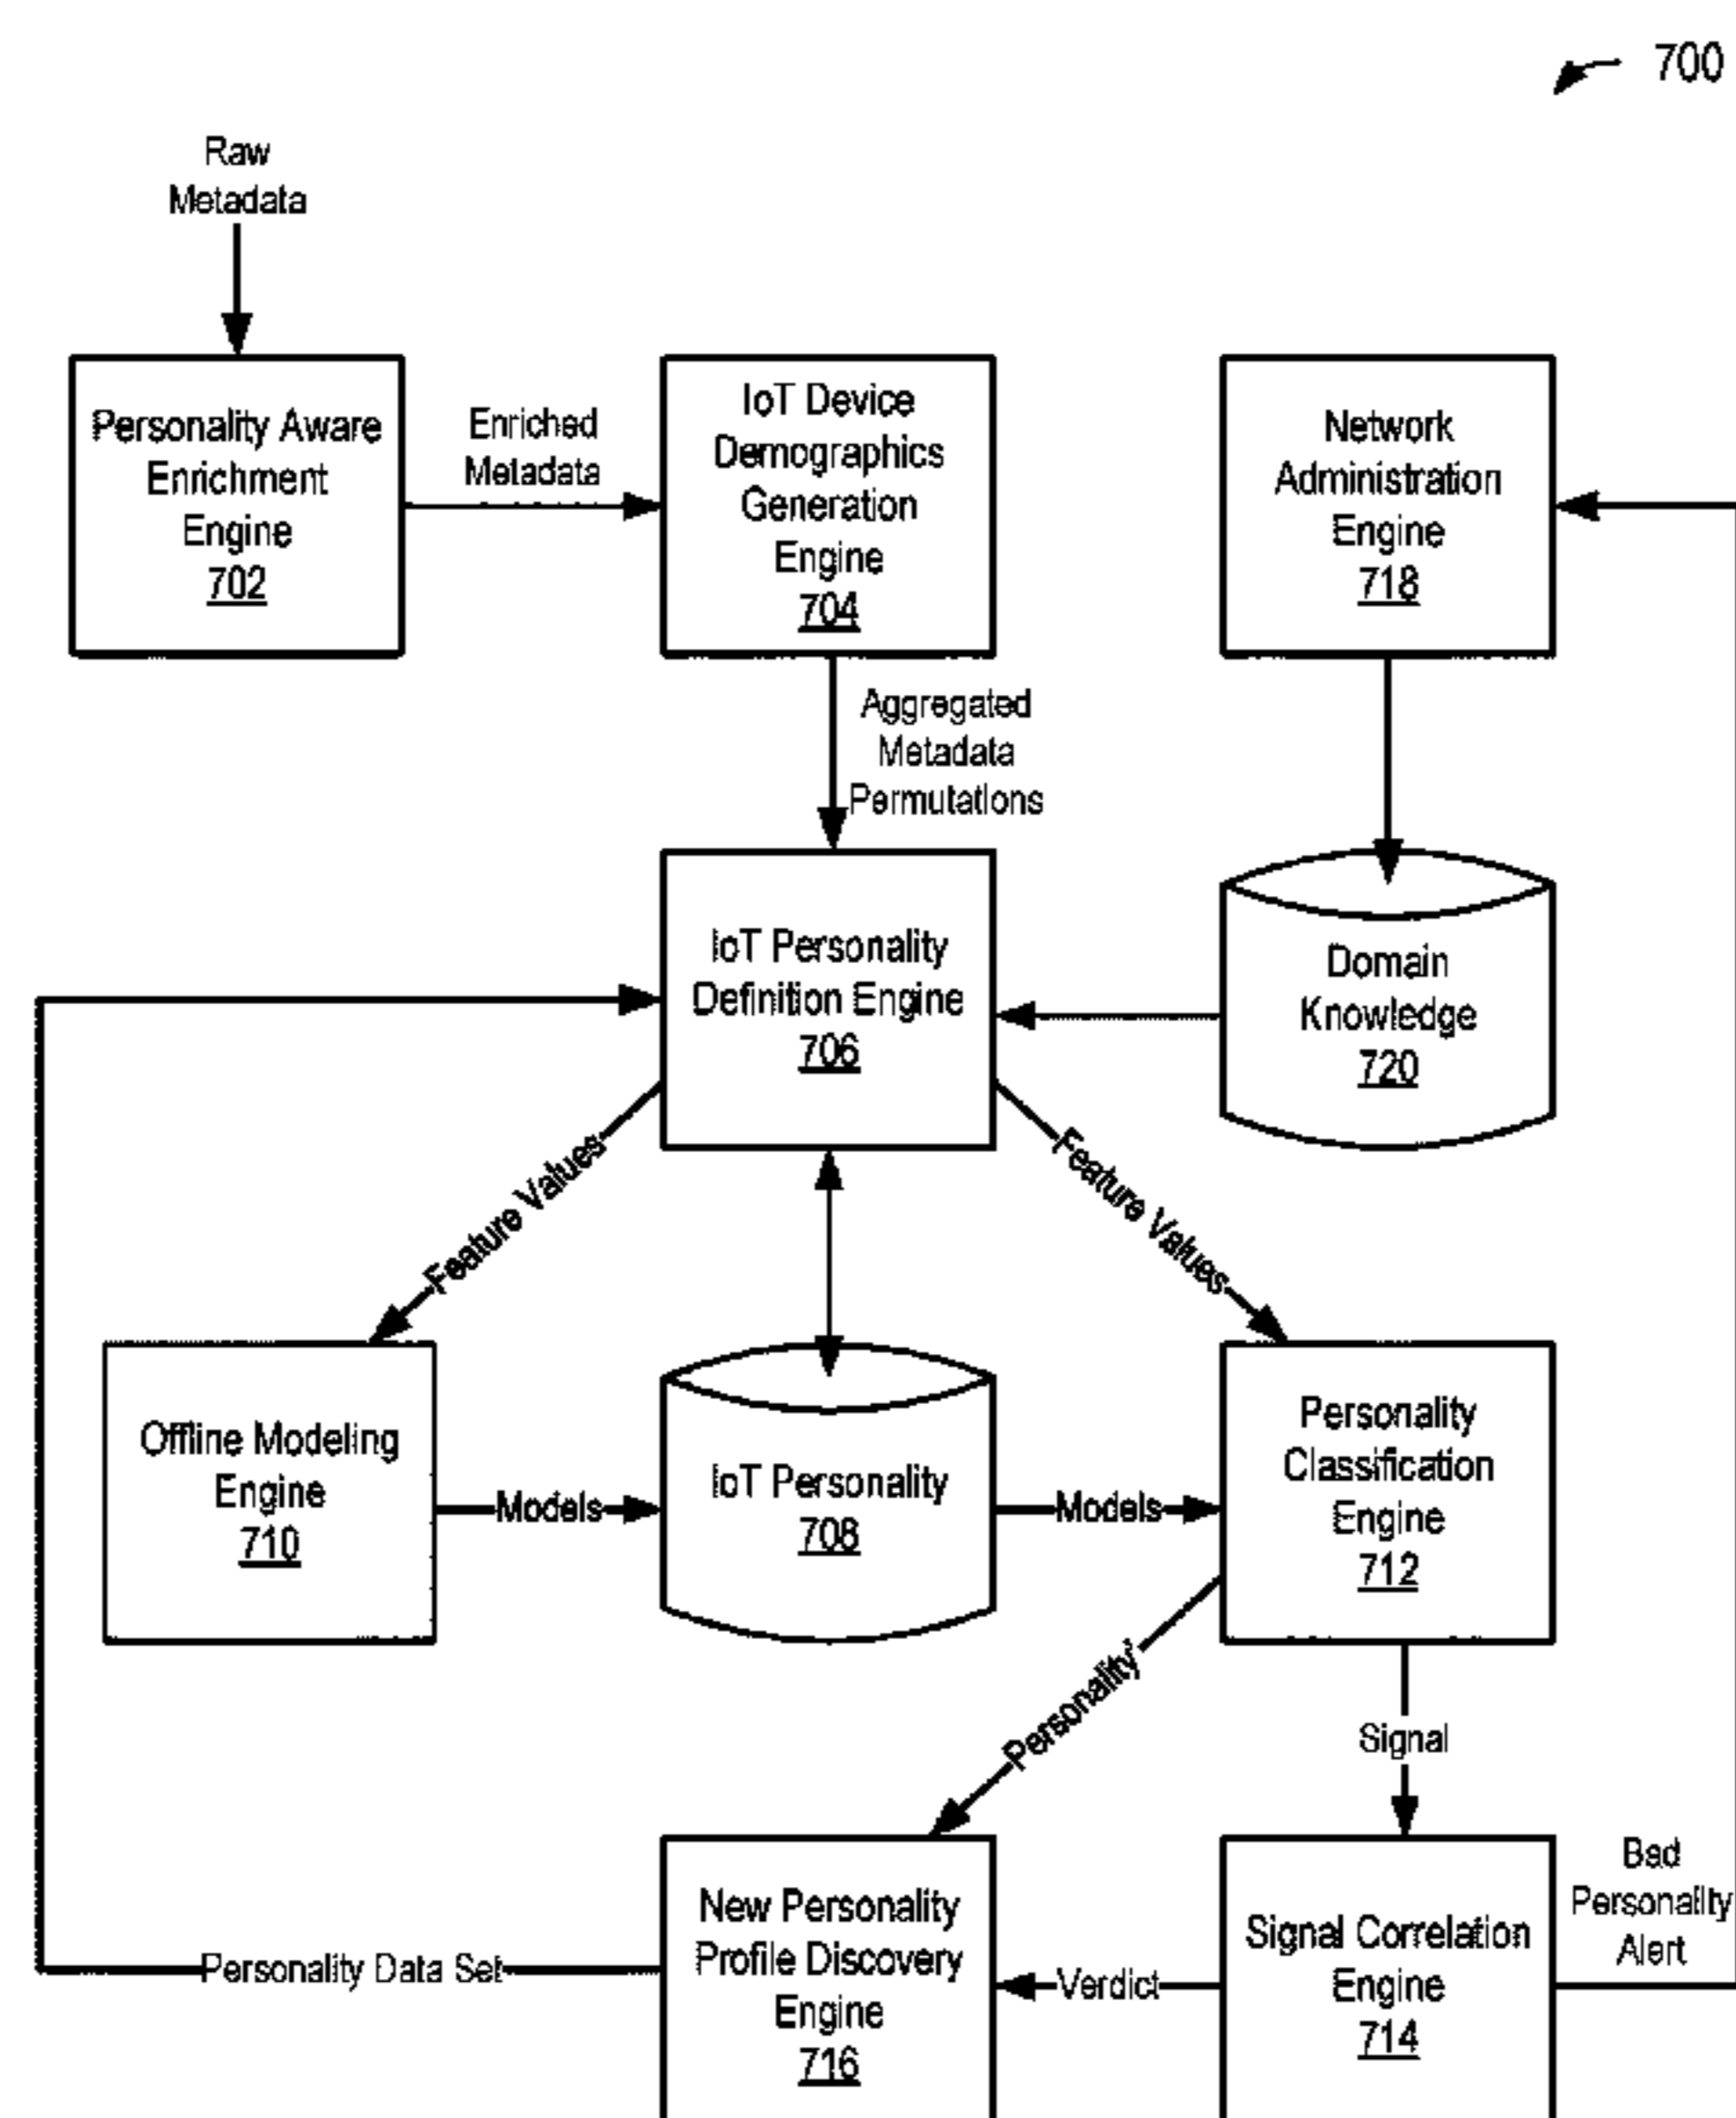 700
Raw
Metadata
Personality Aware
Enrichment
Engine
702
Enriched
Metadata
IoT Device
Demographics
Generation
Engine
704
Network
Administration
Engine
718
Aggregated
Metadata
Permutations
IoT Personality
Definition Engine
706
Domain
Knowledge
720
Feature Values
Feature Values
Offline Modeling
Engine
710
Models
IoT Personality
708
Models
Personality
Classification
Engine
712
Personality
Signal
New Personality
Profile Discovery
Engine
716
Personality Data Set
Verdict
Signal Correlation
Engine
714
Bad
Personality
Alert